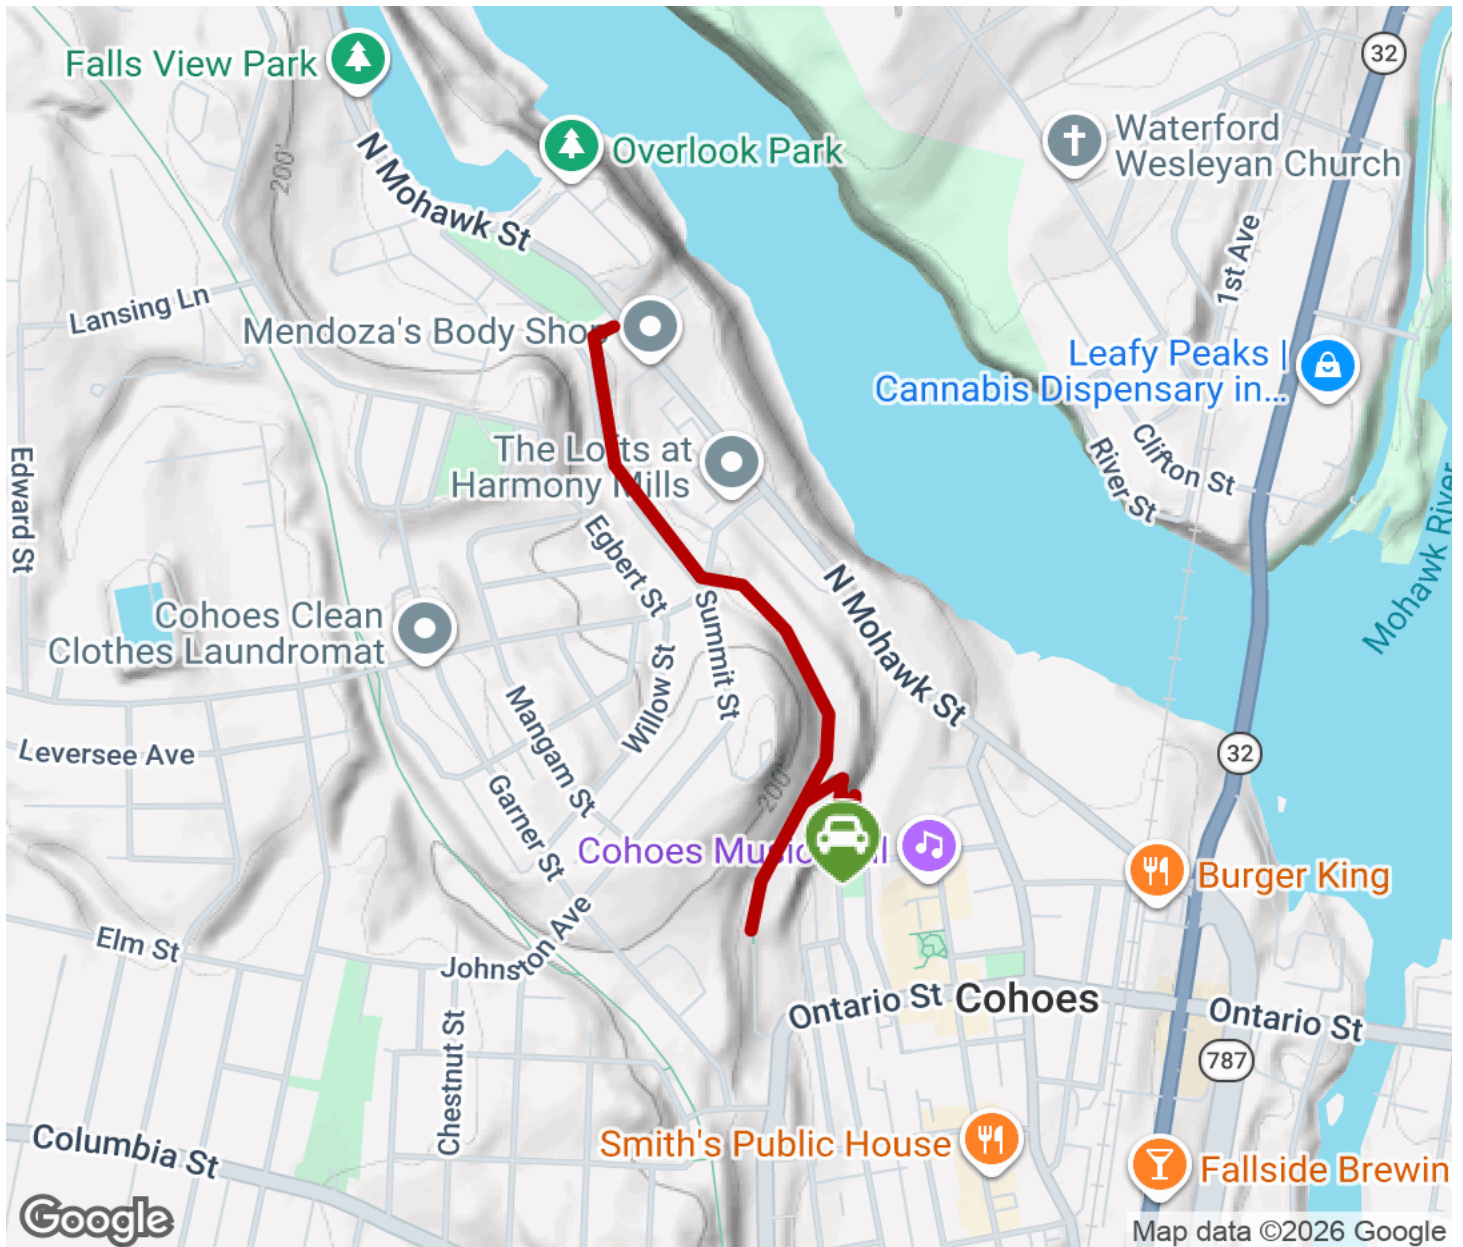 Falls View Park
Overlook Park
32
Waterford
Wesleyan Church
N Mohawk St
200'
1st Ave
Lansing Ln
Mendoza's Body Shop
Leafy Peaks |
Cannabis Dispensary in...
Clifton St
River St
Mohawk River
Edward St
The Lofts at
Harmony Mills
Egbert St
Summit St
Willow St
N Mohawk St
Cohoes Clean
Clothes Laundromat
Mangam St
Leversee Ave
Garner St
200'
32
Cohoes Music Hall
Burger King
Elm St
Johnston Ave
Ontario St
Cohoes
Ontario St
787
Chestnut St
Columbia St
Smith's Public House
Fallside Brewin
Google
Map data ©2026 Google